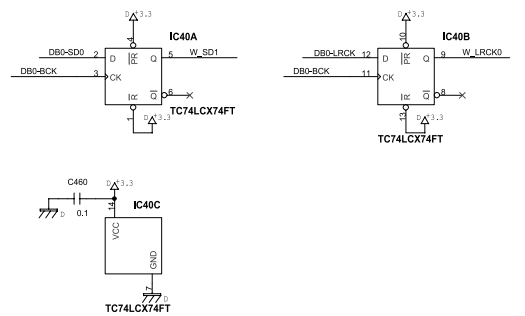 D +3.3
IC40A
4
DB0-SD0 2 D PR Q 5 W_SD1
DB0-BCK 3 CK
R Q 6
TC74LCX74FT
1
D +3.3
D +3.3
IC40B
10
DB0-LRCK 12 D PR Q 9 W_LRCK0
DB0-BCK 11 CK
R Q 8
TC74LCX74FT
13
D +3.3
C460
D +3.3
D 0.1
14
IC40C
VCC
GND
7
D
TC74LCX74FT